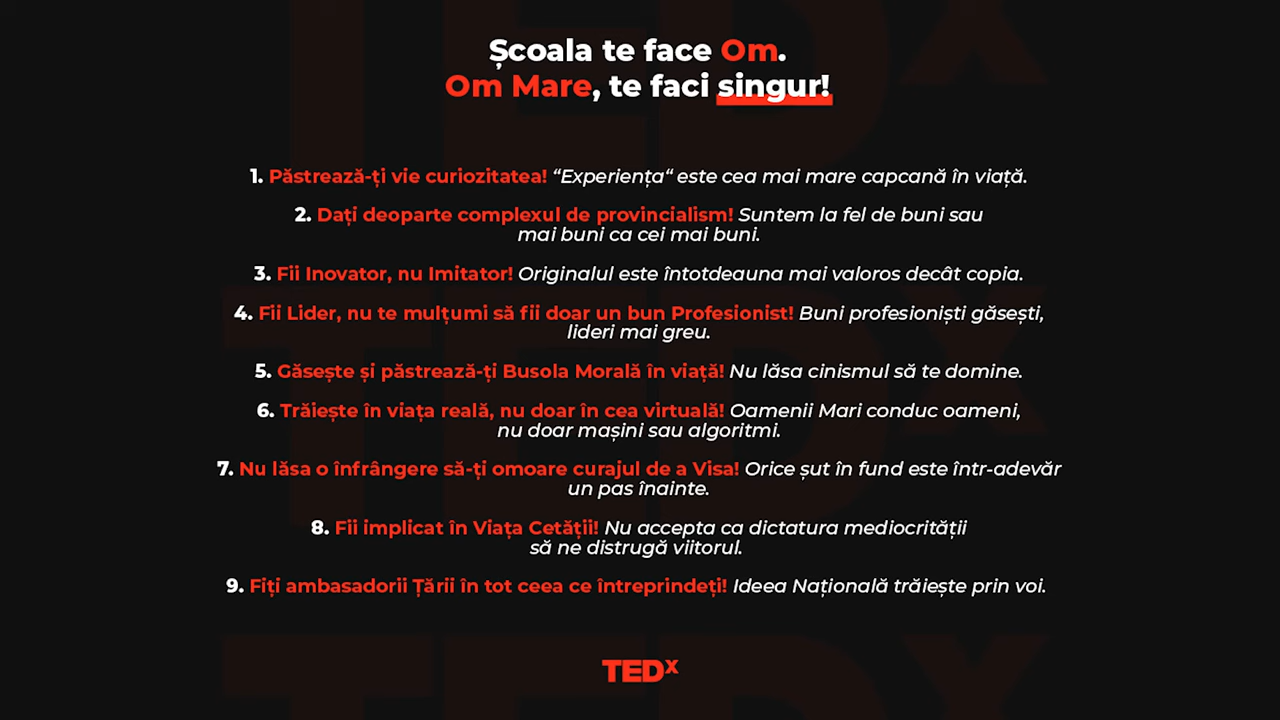 Școala te face Om.
Om Mare, te faci singur!
1. Păstrează-ți vie curiozitatea! “Experiența“ este cea mai mare capcană în viață.
2. Dați deoparte complexul de provincialism! Suntem la fel de buni sau
mai buni ca cei mai buni.
3. Fii Inovator, nu Imitator! Originalul este întotdeauna mai valoros decât copia.
4. Fii Lider, nu te mulțumi să fii doar un bun Profesionist! Buni profesioniști găsești,
lideri mai greu.
5. Găsește și păstrează-ți Busola Morală în viață! Nu lăsa cinismul să te domine.
6. Trăiește în viața reală, nu doar în cea virtuală! Oamenii Mari conduc oameni,
nu doar mașini sau algoritmi.
7. Nu lăsa o înfrângere să-ți omoare curajul de a Visa! Orice șut în fund este într-adevăr
un pas înainte.
8. Fii implicat în Viața Cetății! Nu accepta ca dictatura mediocrității
să ne distrugă viitorul.
9. Fiți ambasadorii Țării în tot ceea ce întreprindeți! Ideea Națională trăiește prin voi.
TEDx